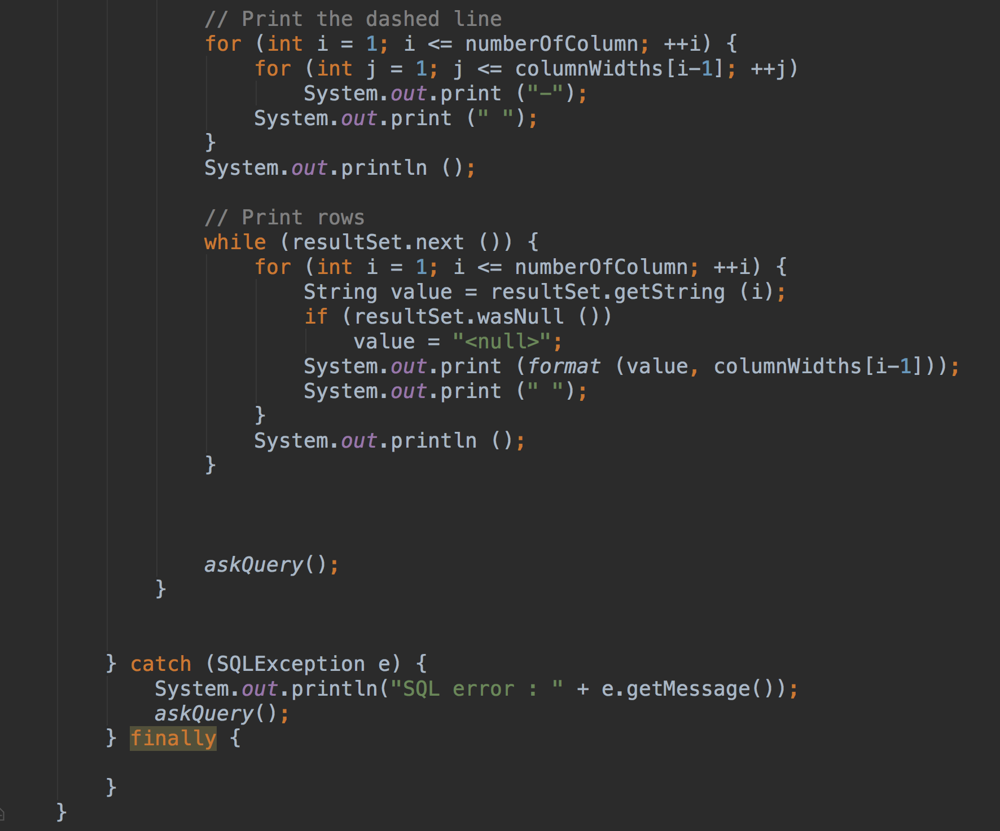 // Print the dashed line
for (int i = 1; i <= numberOfColumn; ++i) {
for (int j = 1; j <= columnWidths[i-1]; ++j)
System.out.print ("-");
System.out.print (" ");
}
System.out.println ();
// Print rows
while (resultSet.next ()) {
for (int i = 1; i <= numberOfColumn; ++i) {
String value = resultSet.getString (i);
if (resultSet.wasNull ())
value = "<null>";
System.out.print (format (value, columnWidths[i-1]));
System.out.print (" ");
}
System.out.println ();
}
askQuery();
}
} catch (SQLException e) {
System.out.println("SQL error : " + e.getMessage());
askQuery();
} finally {
}
}